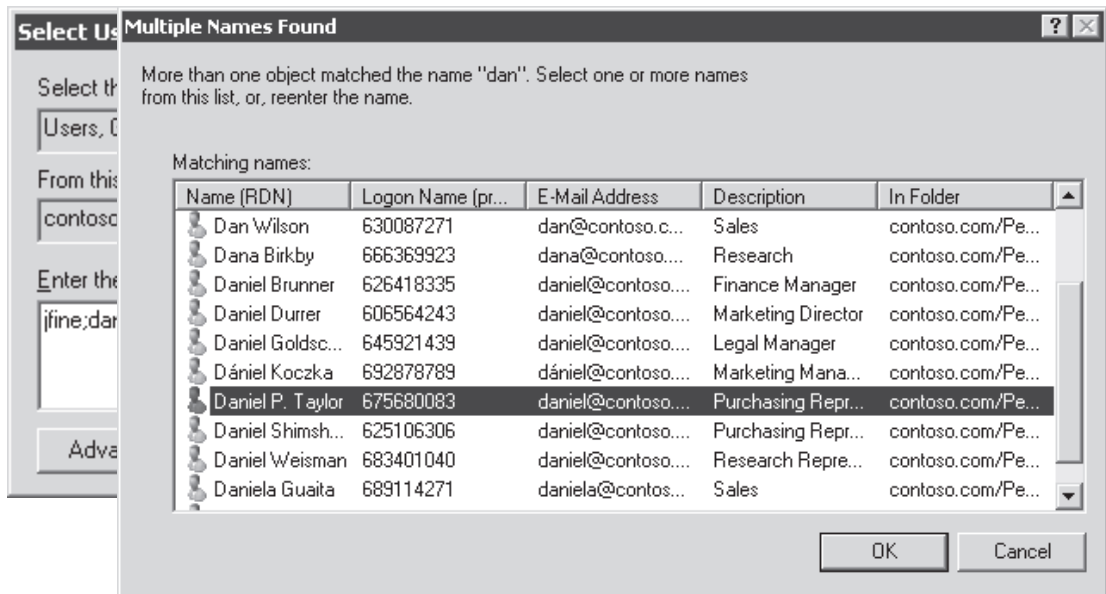 Select Us
Multiple Names Found
?
More than one object matched the name "dan". Select one or more names
from this list, or, reenter the name.
Select th
Users, 
Matching names:
From this
contoso
Name (RDN) Logon Name (pr... E-Mail Address Description In Folder
Dan Wilson 630087271 dan@contoso.c... Sales contoso.com/Pe...
Dana Birkby 666369923 dana@contoso.... Research contoso.com/Pe...
Enter the
Daniel Brunner 626418335 daniel@contoso.... Finance Manager contoso.com/Pe...
jfine;dan
Daniel Durrer 606564243 daniel@contoso.... Marketing Director contoso.com/Pe...
Daniel Goldsc... 645921439 daniel@contoso.... Legal Manager contoso.com/Pe...
Dániel Koczka 692878789 dániel@contoso.... Marketing Mana... contoso.com/Pe...
Daniel P. Taylor 675680083 daniel@contoso.... Purchasing Repr... contoso.com/Pe...
Daniel Shimsh... 625106306 daniel@contoso.... Purchasing Repr... contoso.com/Pe...
Adva
Daniel Weisman 683401040 daniel@contoso.... Research Repre... contoso.com/Pe...
Daniela Guaita 689114271 daniela@contos... Sales contoso.com/Pe...
OK Cancel